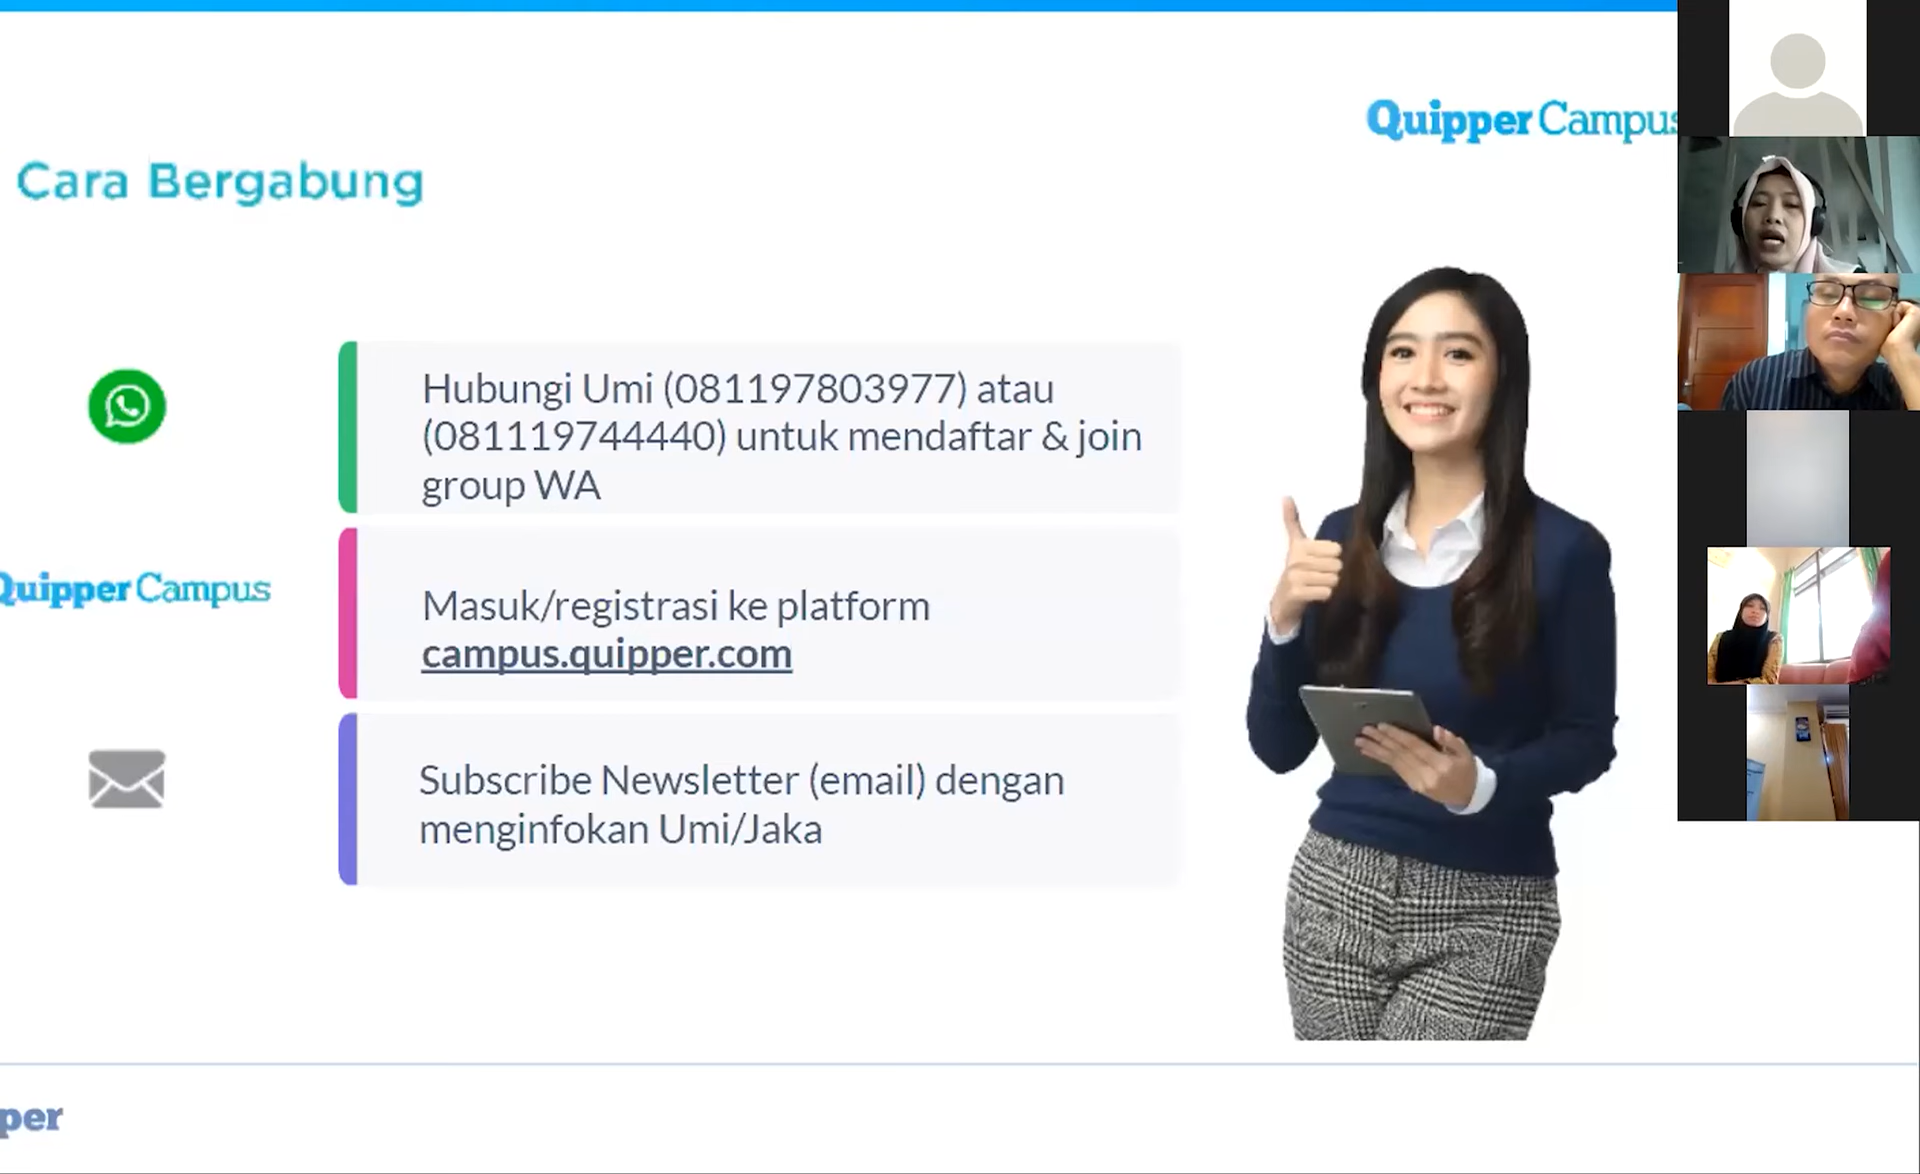 Quipper Campus
Cara Bergabung
Hubungi Umi (081197803977) atau
(081119744440) untuk mendaftar & join
group WA
Quipper Campus
Masuk/registrasi ke platform
campus.quipper.com
Subscribe Newsletter (email) dengan
menginfokan Umi/Jaka
per